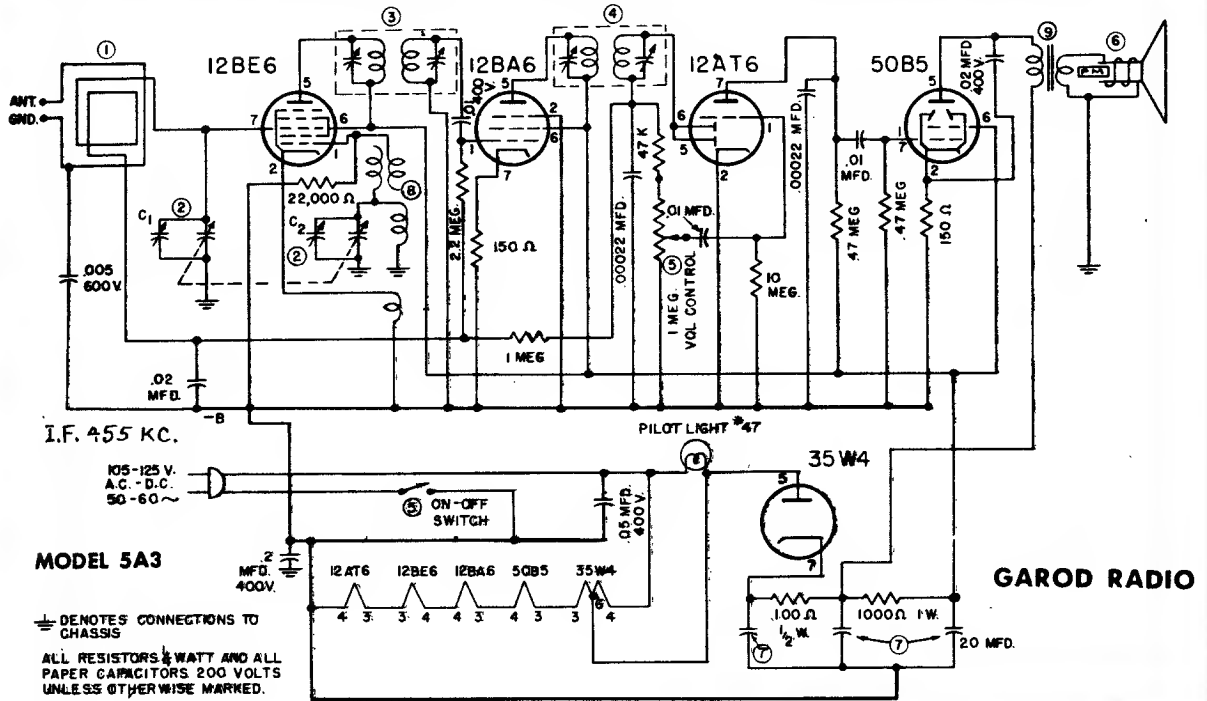 ③
④
⑨
⑥
①
12BE6
12BA6
12AT6
50B5
ANT.
GND.
.01
400
V.
.02 MFD
400V.
P.M
5
7
6
1
2
5
2
6
1
7
7
6
5
1
2
5
7
1
6
2
22,000 Ω
⑧
C₁
②
C₂
②
.005
600V.
2.2 MEG.
150 Ω
.00022 MFD.
47K
.01 MFD.
⑤
1 MEG.
VOL CONTROL
10
MEG.
.00022 MFD.
.47 MEG
.01
MFD.
.47 MEG
150 Ω
1 MEG
.02
MFD.
-B
I.F. 455 KC.
PILOT LIGHT #47
35W4
105-125 V.
A.C.-D.C.
50-60~
⑤ ON-OFF
SWITCH
.05 MFD.
400V.
5
7
MODEL 5A3
.2
MFD.
400V.
12AT6
12BE6
12BA6
50B5
35W4
4
3
3
4
4
3
4
3
3
6
4
GAROD RADIO
100 Ω
1/2 W.
1000Ω 1W.
⑦
⑦
20 MFD.
DENOTES CONNECTIONS TO
CHASSIS
ALL RESISTORS ½ WATT AND ALL
PAPER CAPACITORS 200 VOLTS
UNLESS OTHERWISE MARKED.